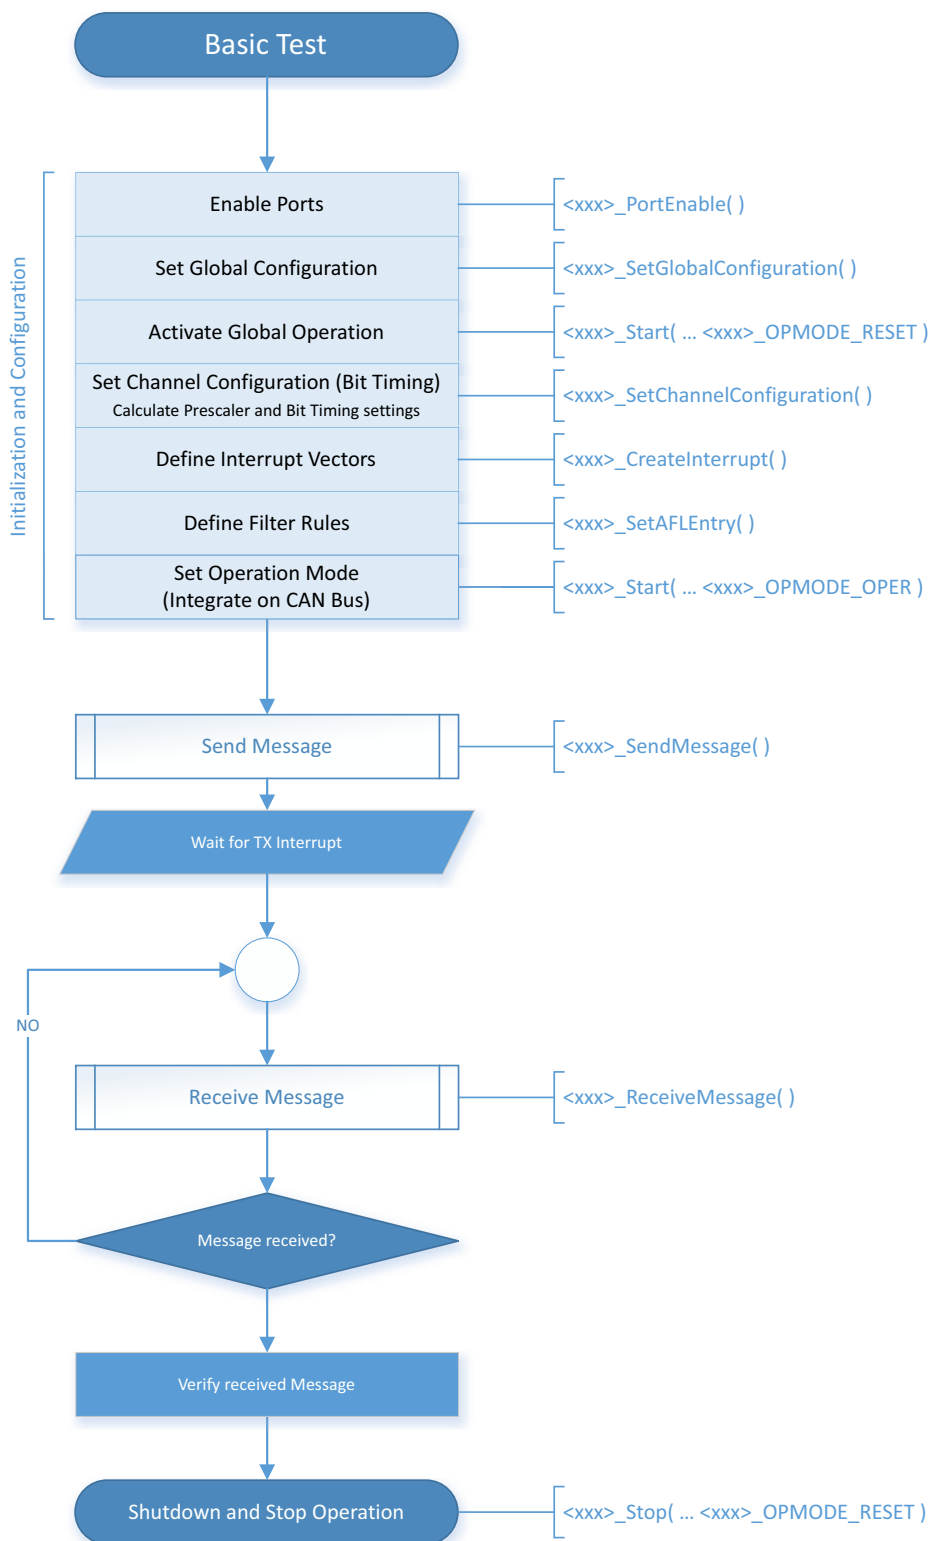 Basic Test
Initialization and Configuration
Enable Ports
<xxx>_PortEnable( )
Set Global Configuration
<xxx>_SetGlobalConfiguration( )
Activate Global Operation
<xxx>_Start( ... <xxx>_OPMODE_RESET )
Set Channel Configuration (Bit Timing)
Calculate Prescaler and Bit Timing settings
<xxx>_SetChannelConfiguration( )
Define Interrupt Vectors
<xxx>_CreateInterrupt( )
Define Filter Rules
<xxx>_SetAFLEntry( )
Set Operation Mode
(Integrate on CAN Bus)
<xxx>_Start( ... <xxx>_OPMODE_OPER )
Send Message
<xxx>_SendMessage( )
Wait for TX Interrupt
NO
Receive Message
<xxx>_ReceiveMessage( )
Message received?
Verify received Message
Shutdown and Stop Operation
<xxx>_Stop( ... <xxx>_OPMODE_RESET )